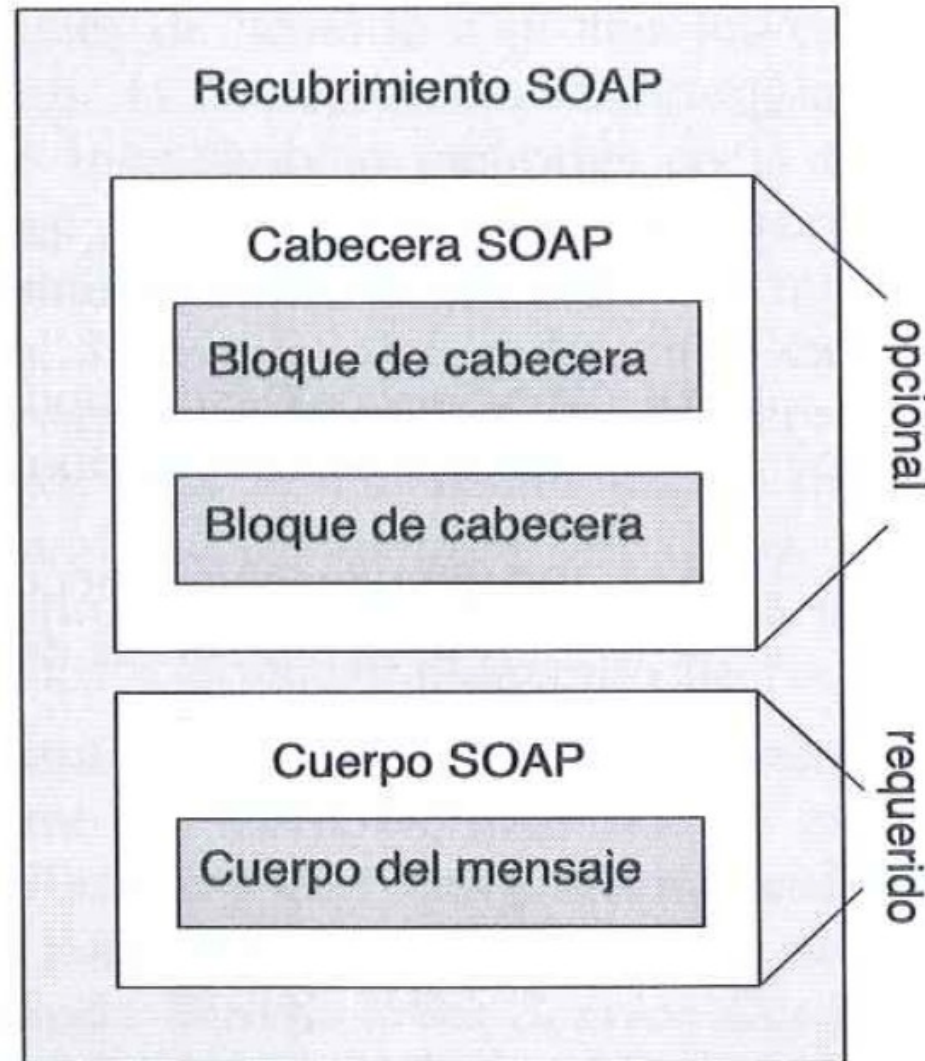 Recubrimiento SOAP
Cabecera SOAP
Bloque de cabecera
Bloque de cabecera
opcional
Cuerpo SOAP
Cuerpo del mensaje
requerido